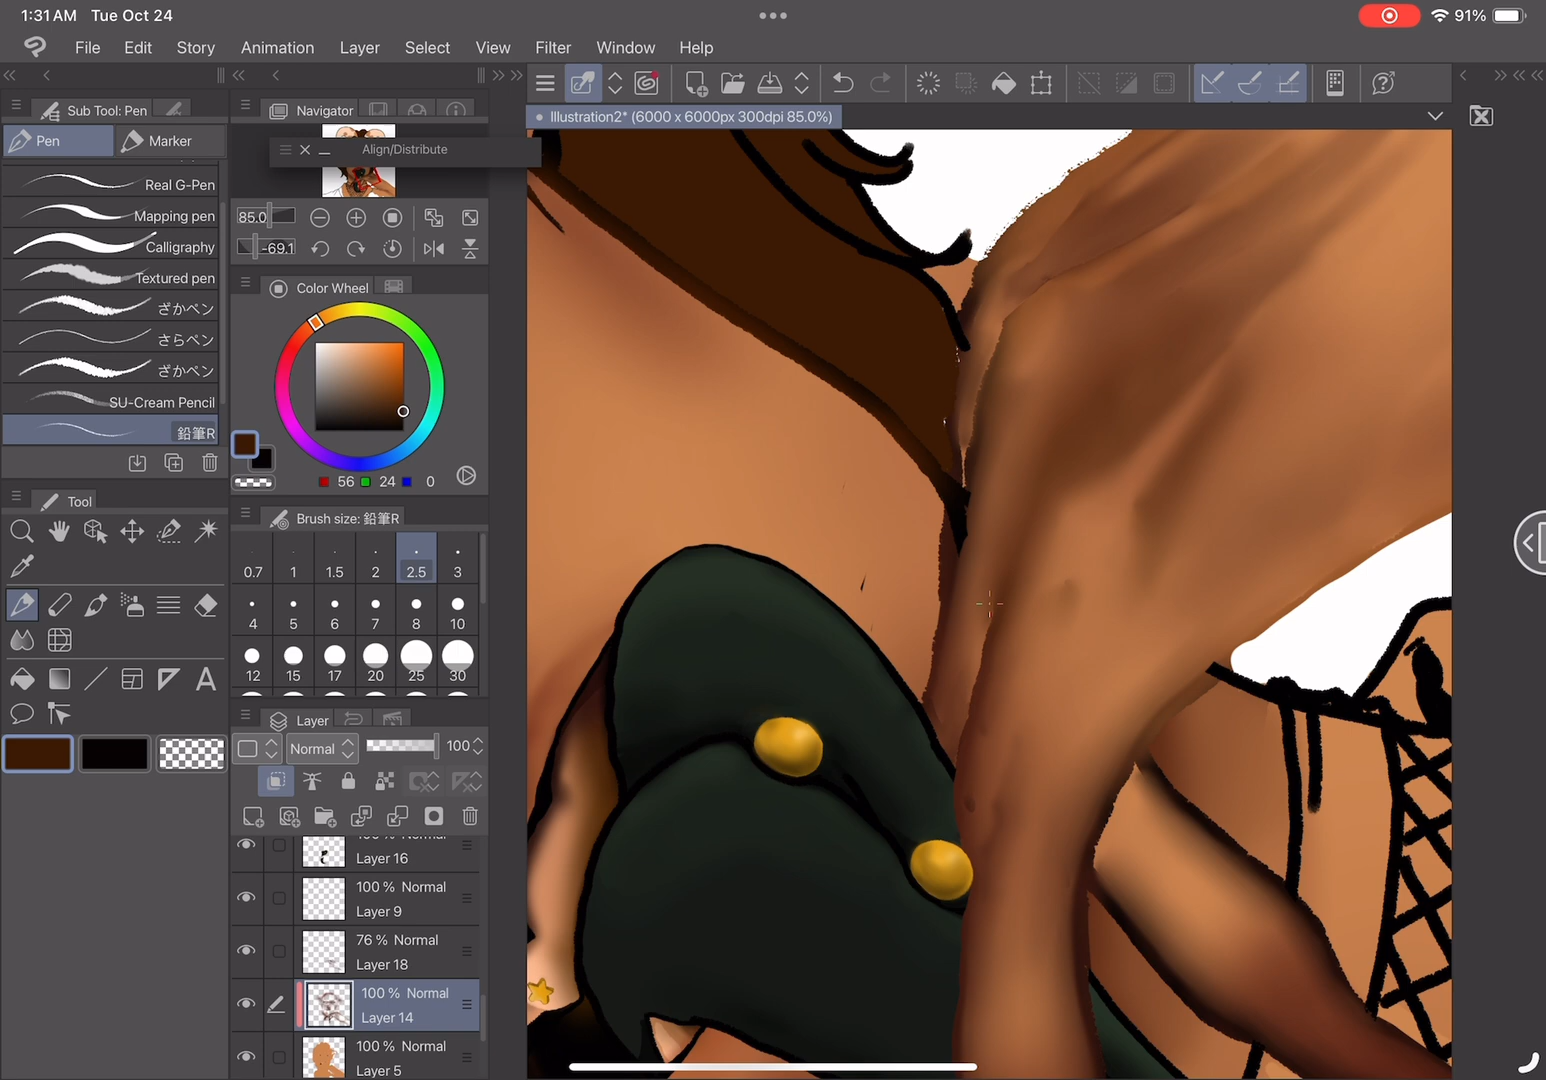 1:31 AM Tue Oct 24
91%
File Edit Story Animation Layer Select View Filter Window Help
Sub Tool: Pen
Navigator
Illustration2* (6000 x 6000px 300dpi 85.0%)
Pen
Marker
Align/Distribute
Real G-Pen
Mapping pen
Calligraphy
Textured pen
ざかペン
さらペン
ざかペン
SU-Cream Pencil
鉛筆R
85.0
-69.1
Color Wheel
56 24 0
Tool
Brush size: 鉛筆R
0.7 1 1.5 2 2.5 3
4 5 6 7 8 10
12 15 17 20 25 30
Layer
Normal 100
Layer 16
100 % Normal
Layer 9
76 % Normal
Layer 18
100 % Normal
Layer 14
100 % Normal
Layer 5